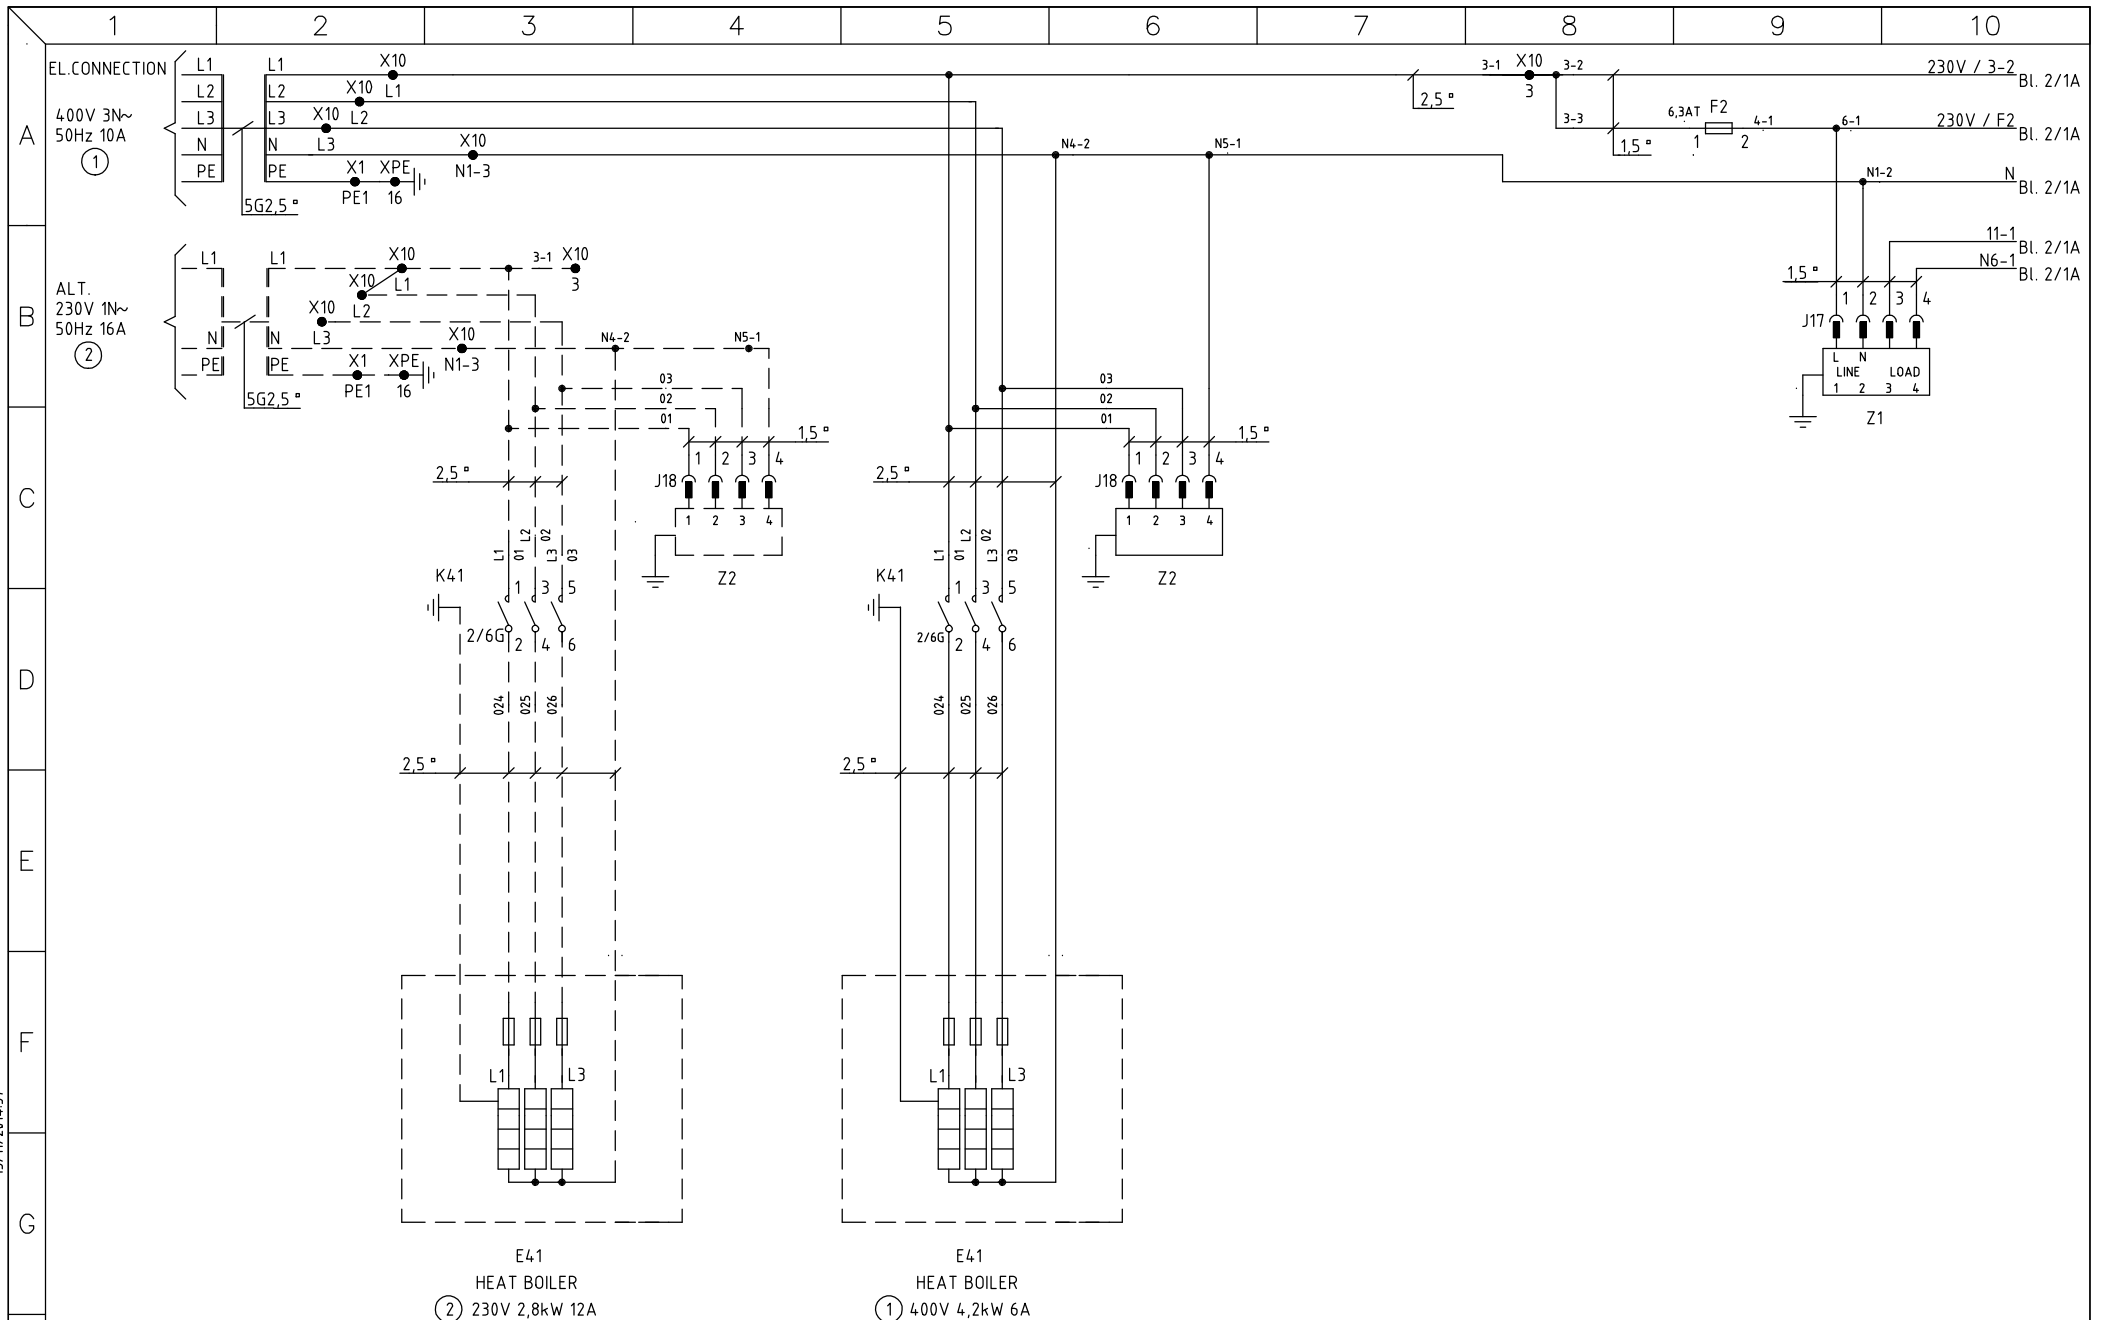 1 2 3 4 5 6 7 8 9 10
A
B
C
D
E
F
G
EL.CONNECTION
400V 3N~
50Hz 10A
1
L1 L1 X10 L1
L2 L2 X10 L2
L3 L3 X10 L3
N N X10 N1-3
PE PE X1 PE1 XPE 16
5G2,5
N4-2 N5-1
2,5
3-1 X10 3 3-2
230V / 3-2 Bl. 2/1A
3-3 1,5 6,3AT F2 1 2 4-1 6-1
230V / F2 Bl. 2/1A
N1-2 N Bl. 2/1A
11-1 Bl. 2/1A
N6-1 Bl. 2/1A
1,5
1 2 3 4
J17
L N
LINE LOAD
1 2 3 4
Z1
ALT.
230V 1N~
50Hz 16A
2
L1 L1 X10 L1 3-1 X10 3
X10 L2
X10 L3
N N X10 N1-3 N4-2 N5-1
PE PE X1 PE1 XPE 16
5G2,5
03
02
01
1,5
1 2 3 4
J18
1 2 3 4
Z2
2,5
L1 01 L2 02 L3 03
K41
1 3 5
2/6G
2 4 6
024 025 026
2,5
L1 L3
E41
HEAT BOILER
2 230V 2,8kW 12A
03
02
01
1,5
1 2 3 4
J18
1 2 3 4
Z2
2,5
L1 01 L2 02 L3 03
K41
1 3 5
2/6G
2 4 6
024 025 026
2,5
L1 L3
E41
HEAT BOILER
1 400V 4,2kW 6A